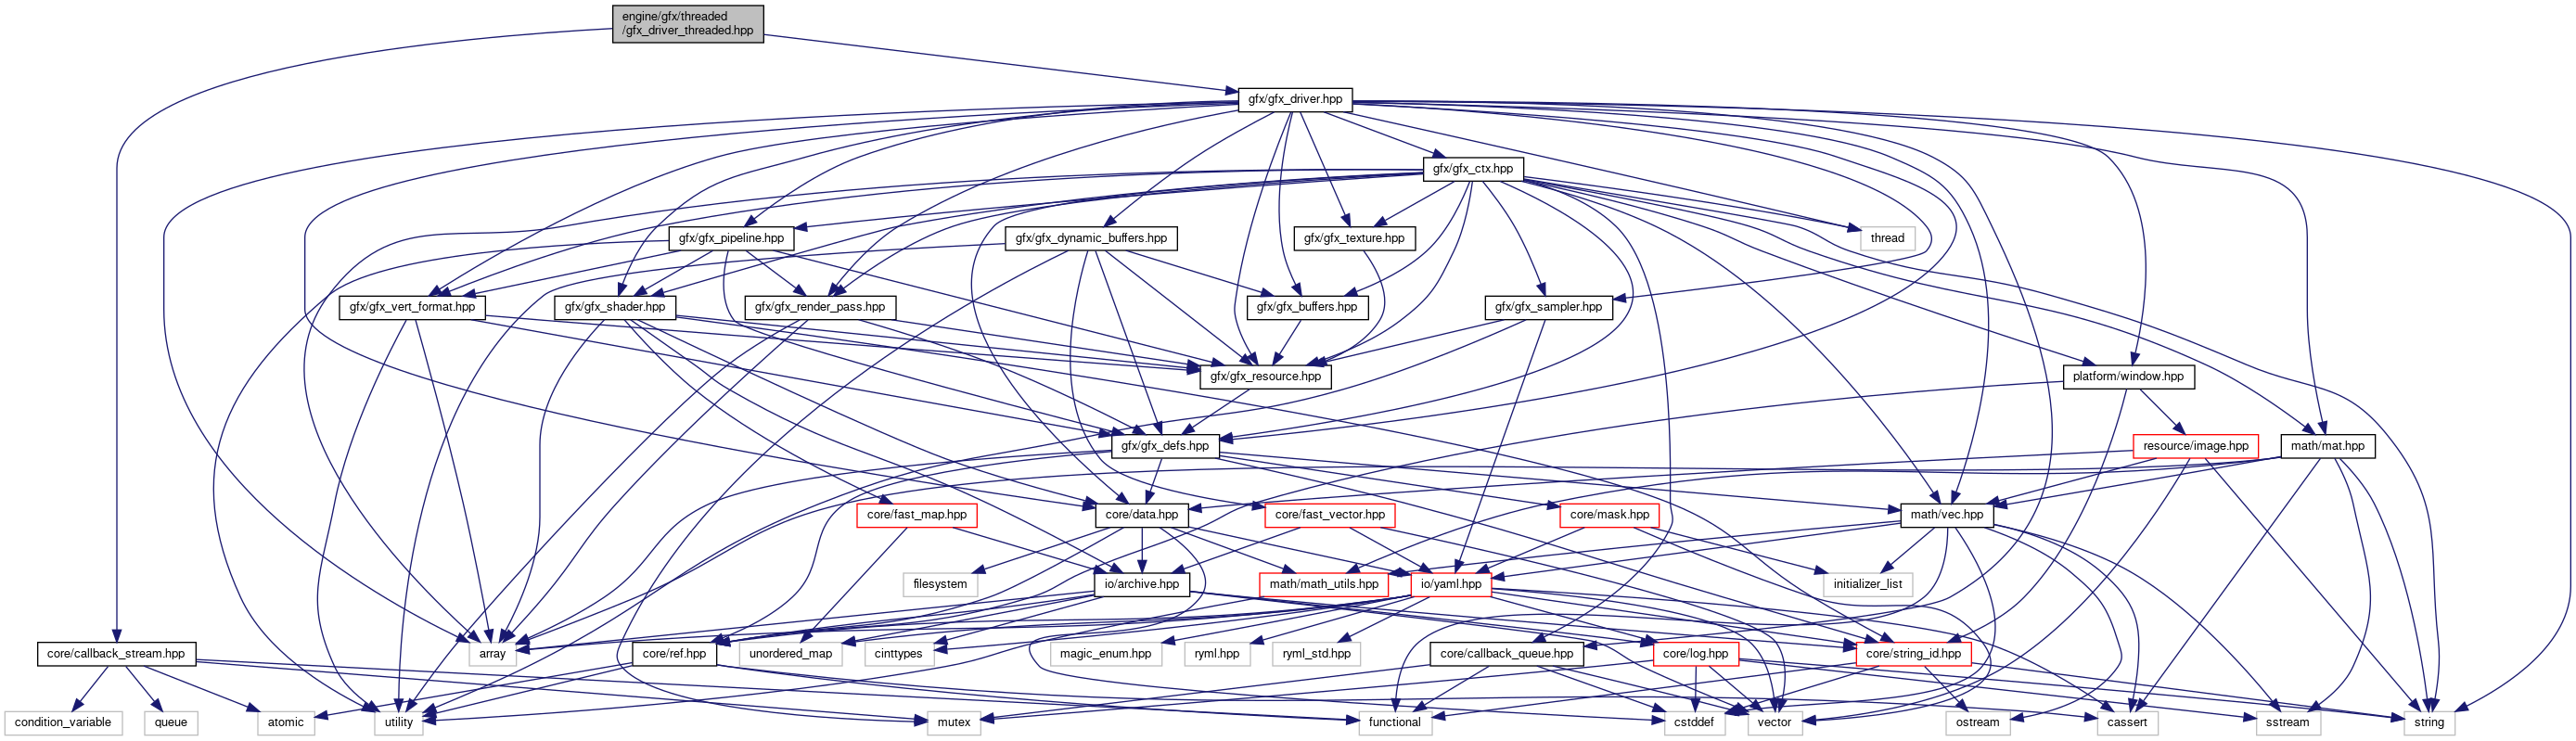 engine/gfx/threaded
/gfx_driver_threaded.hpp
gfx/gfx_driver.hpp
gfx/gfx_ctx.hpp
gfx/gfx_pipeline.hpp
gfx/gfx_dynamic_buffers.hpp
gfx/gfx_texture.hpp
thread
gfx/gfx_vert_format.hpp
gfx/gfx_shader.hpp
gfx/gfx_render_pass.hpp
gfx/gfx_buffers.hpp
gfx/gfx_sampler.hpp
gfx/gfx_resource.hpp
platform/window.hpp
gfx/gfx_defs.hpp
resource/image.hpp
math/mat.hpp
core/fast_map.hpp
core/data.hpp
core/fast_vector.hpp
core/mask.hpp
math/vec.hpp
filesystem
io/archive.hpp
math/math_utils.hpp
io/yaml.hpp
initializer_list
core/callback_stream.hpp
array
core/ref.hpp
unordered_map
cinttypes
magic_enum.hpp
ryml.hpp
ryml_std.hpp
core/callback_queue.hpp
core/log.hpp
core/string_id.hpp
condition_variable
queue
atomic
utility
mutex
functional
cstddef
vector
ostream
cassert
sstream
string